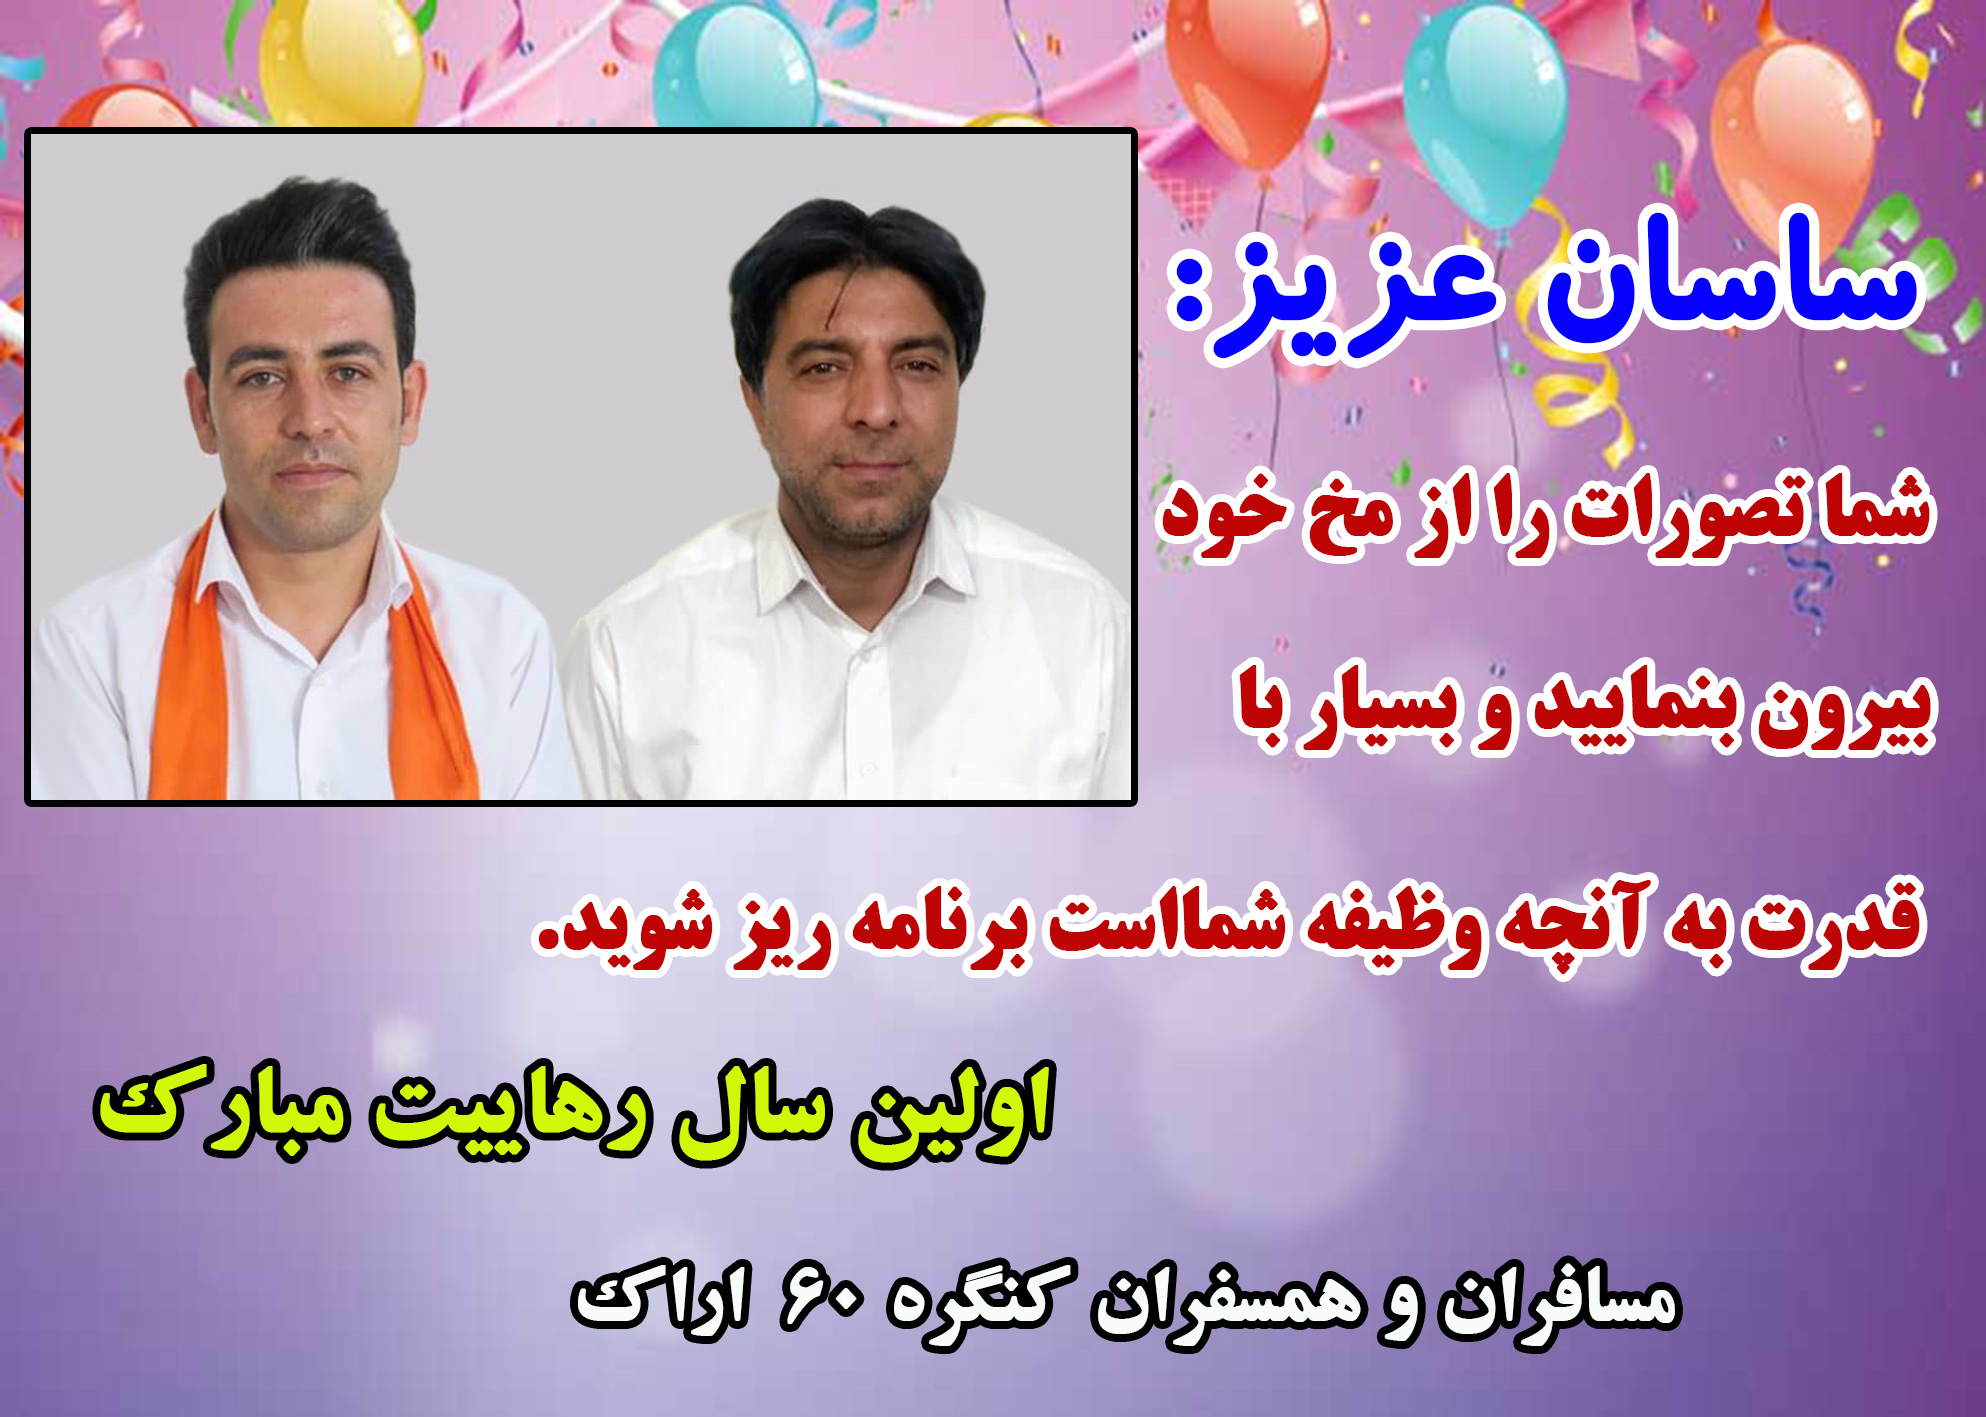 ساسان عزیز:
شما تصورات را از مخ خود
بیرون بنمایید و بسیار با
قدرت به آنچه وظیفه شمااست برنامه ریز شوید.
اولین سال رهاییت مبارک
مسافران و همسفران کنگره ۶۰ اراک